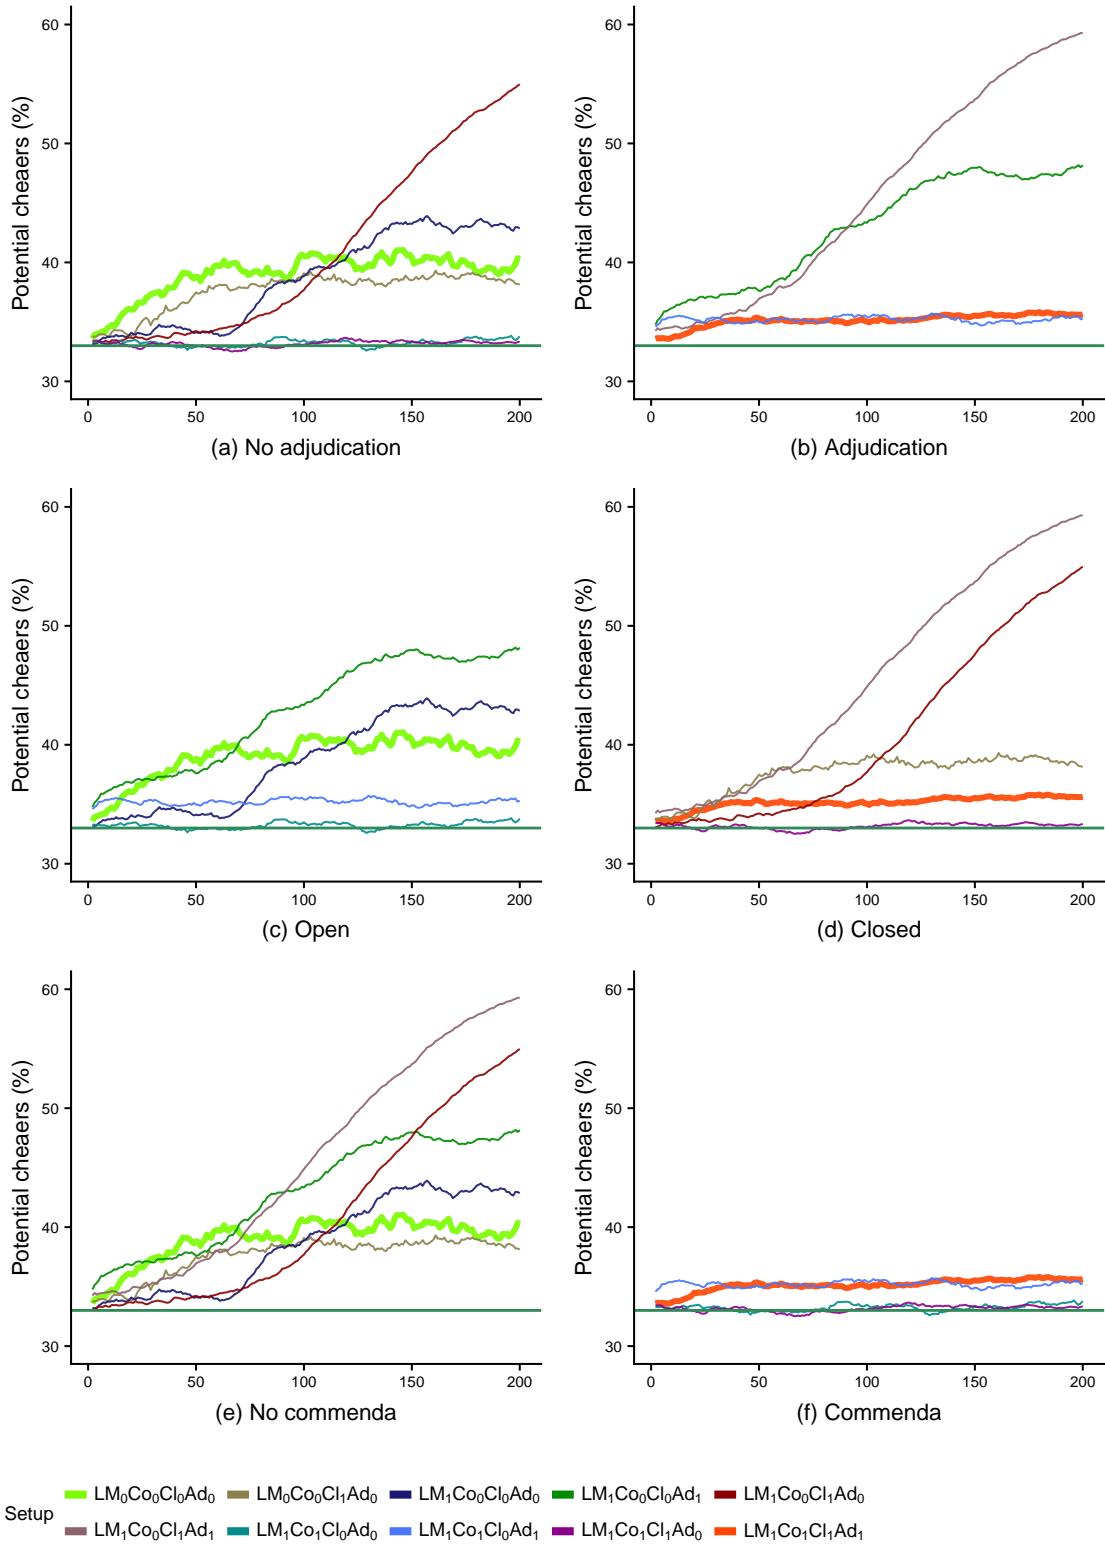 Potential cheaers (%)
60
50
40
30
0 50 100 150 200
(a) No adjudication
Potential cheaers (%)
60
50
40
30
0 50 100 150 200
(b) Adjudication
Potential cheaers (%)
60
50
40
30
0 50 100 150 200
(c) Open
Potential cheaers (%)
60
50
40
30
0 50 100 150 200
(d) Closed
Potential cheaers (%)
60
50
40
30
0 50 100 150 200
(e) No commenda
Potential cheaers (%)
60
50
40
30
0 50 100 150 200
(f) Commenda
Setup
LM₀Co₀Cl₀Ad₀ LM₀Co₀Cl₁Ad₀ LM₁Co₀Cl₀Ad₀ LM₁Co₀Cl₀Ad₁ LM₁Co₀Cl₁Ad₀
LM₁Co₀Cl₁Ad₁ LM₁Co₁Cl₀Ad₀ LM₁Co₁Cl₀Ad₁ LM₁Co₁Cl₁Ad₀ LM₁Co₁Cl₁Ad₁